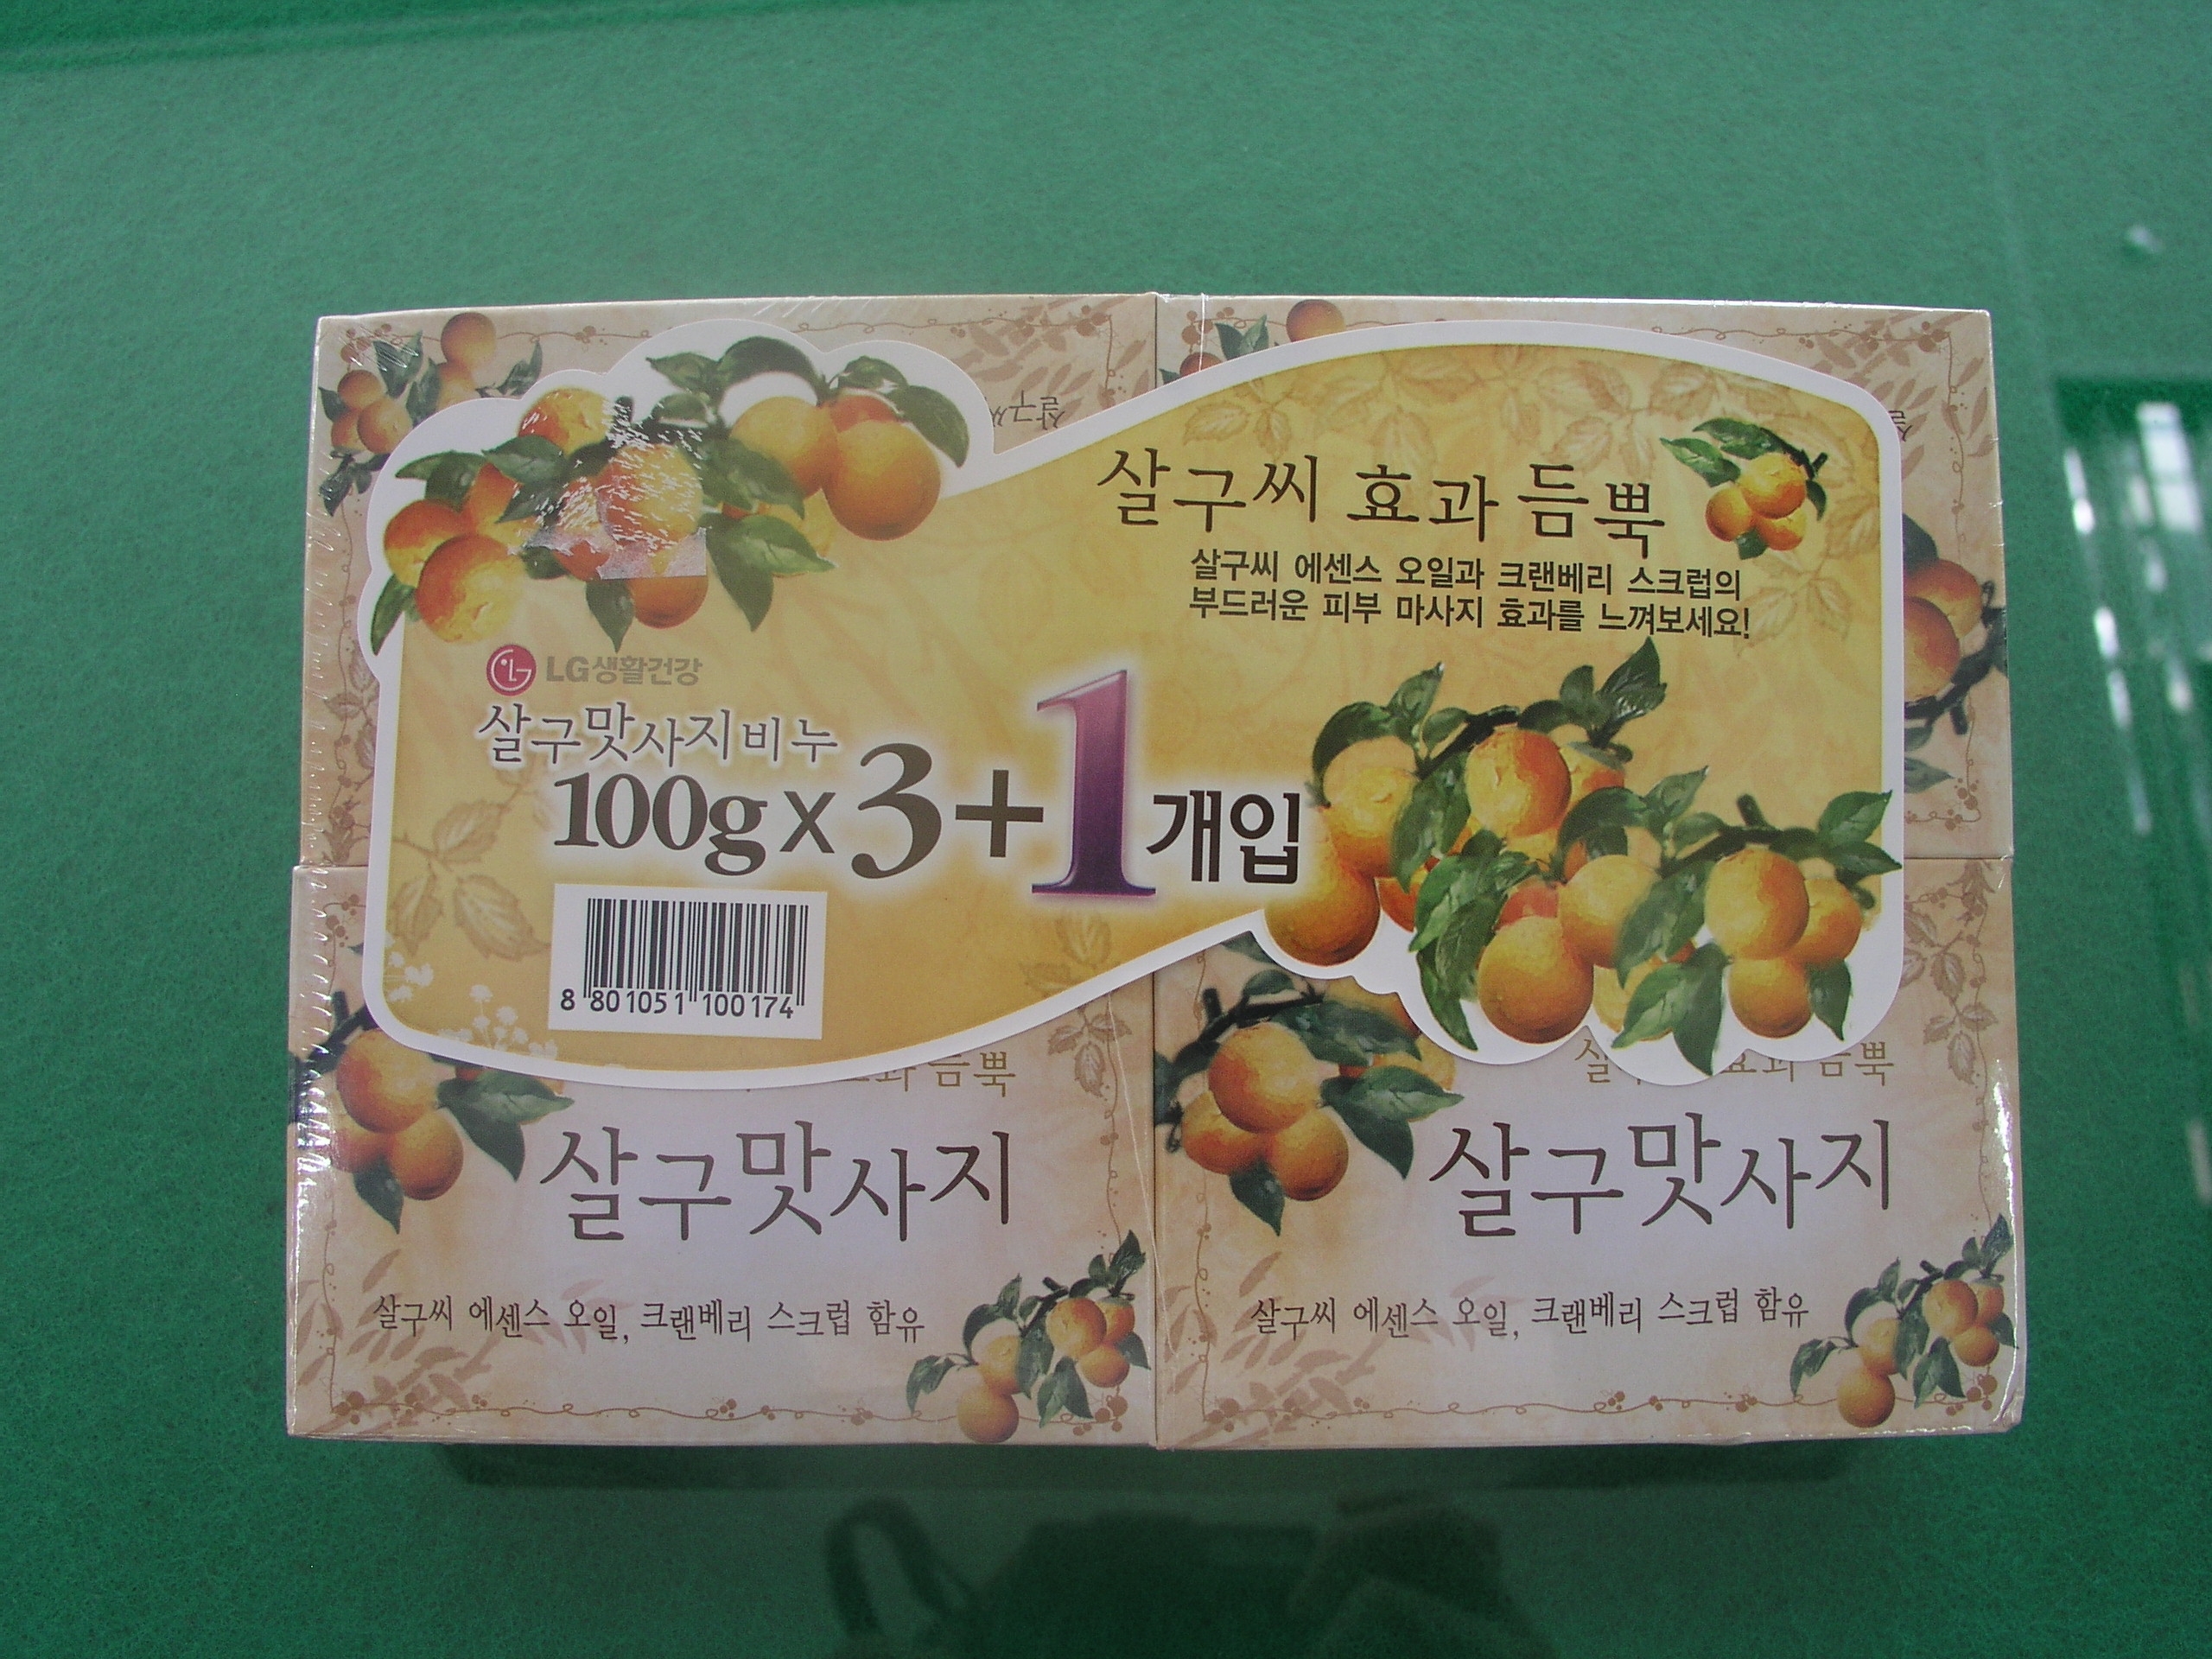 살구씨 효과 듬뿍
살구씨 에센스 오일과 크랜베리 스크럽의
부드러운 피부 마사지 효과를 느껴보세요!
LG생활건강
살구맛사지비누
100g x 3+1개입
8 801051 100174
듬뿍
살구맛사지
살구씨 에센스 오일, 크랜베리 스크럽 함유
듬뿍
살구맛사지
살구씨 에센스 오일, 크랜베리 스크럽 함유